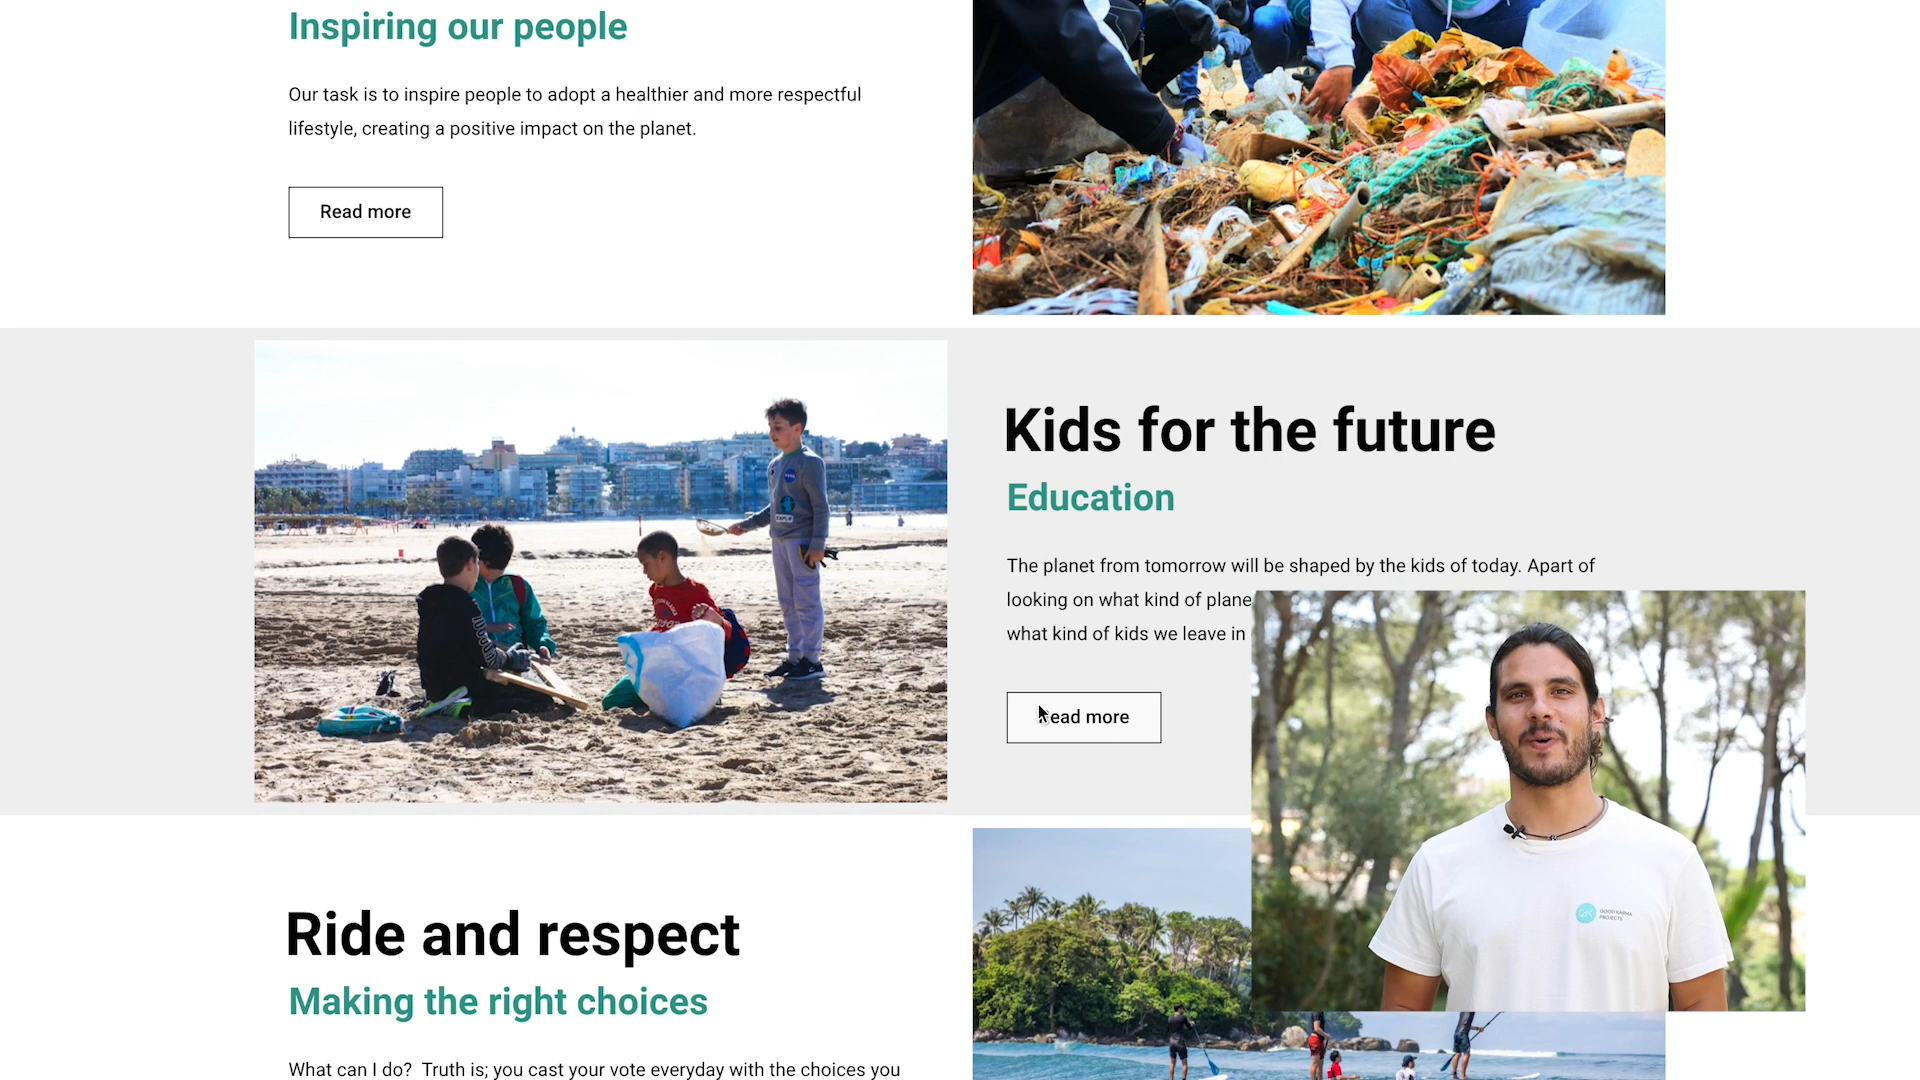 Inspiring our people
Our task is to inspire people to adopt a healthier and more respectful
lifestyle, creating a positive impact on the planet.
Read more
Kids for the future
Education
The planet from tomorrow will be shaped by the kids of today. Apart of
looking on what kind of plane
what kind of kids we leave in
Read more
GOOD KARMA
PROJECTS
Ride and respect
Making the right choices
What can I do?  Truth is; you cast your vote everyday with the choices you